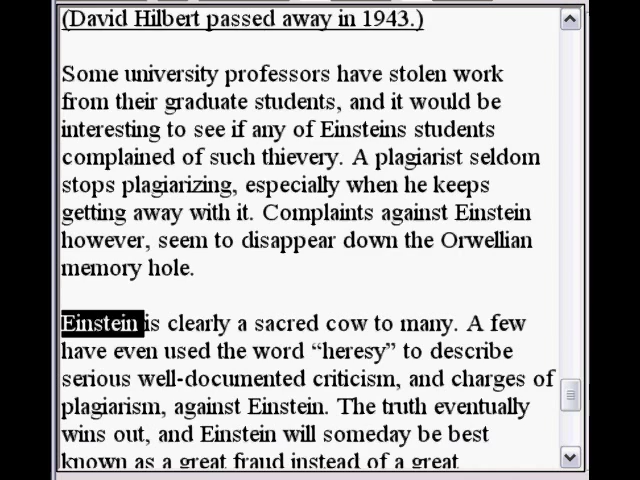 (David Hilbert passed away in 1943.)
Some university professors have stolen work
from their graduate students, and it would be
interesting to see if any of Einsteins students
complained of such thievery. A plagiarist seldom
stops plagiarizing, especially when he keeps
getting away with it. Complaints against Einstein
however, seem to disappear down the Orwellian
memory hole.
Einstein is clearly a sacred cow to many. A few
have even used the word “heresy” to describe
serious well-documented criticism, and charges of
plagiarism, against Einstein. The truth eventually
wins out, and Einstein will someday be best
known as a great fraud instead of a great